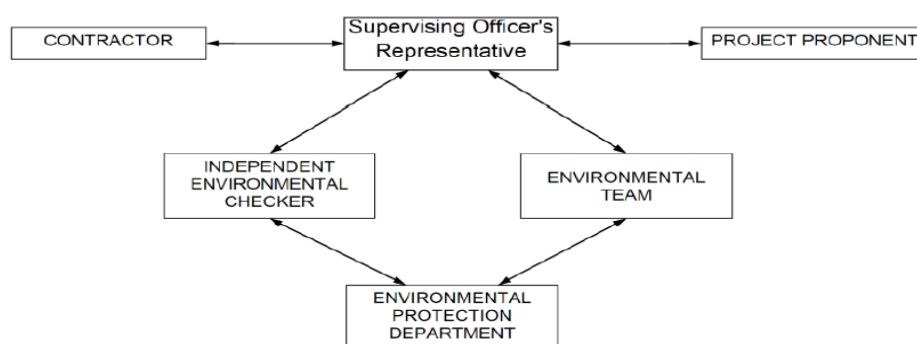 CONTRACTOR
Supervising Officer's
Representative
PROJECT PROPONENT
INDEPENDENT
ENVIRONMENTAL
CHECKER
ENVIRONMENTAL
TEAM
ENVIRONMENTAL
PROTECTION
DEPARTMENT